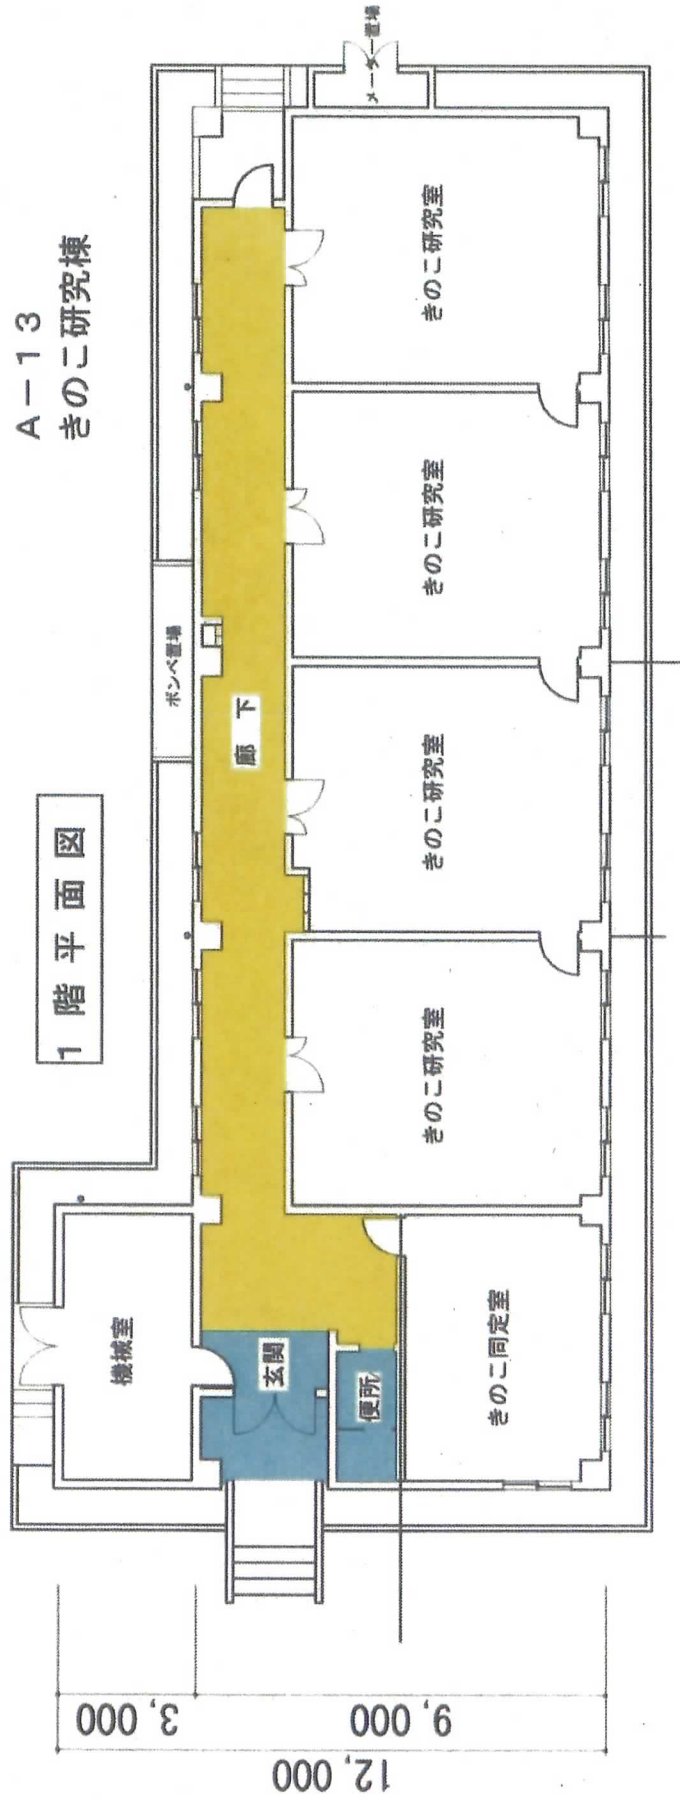 A－13
きのこ研究棟
1 階 平 面 図
メーター置場
ボンベ置場
機械室
廊 下
玄関
便所
きのこ研究室
きのこ研究室
きのこ研究室
きのこ研究室
きのこ同定室
3,000
9,000
12,000